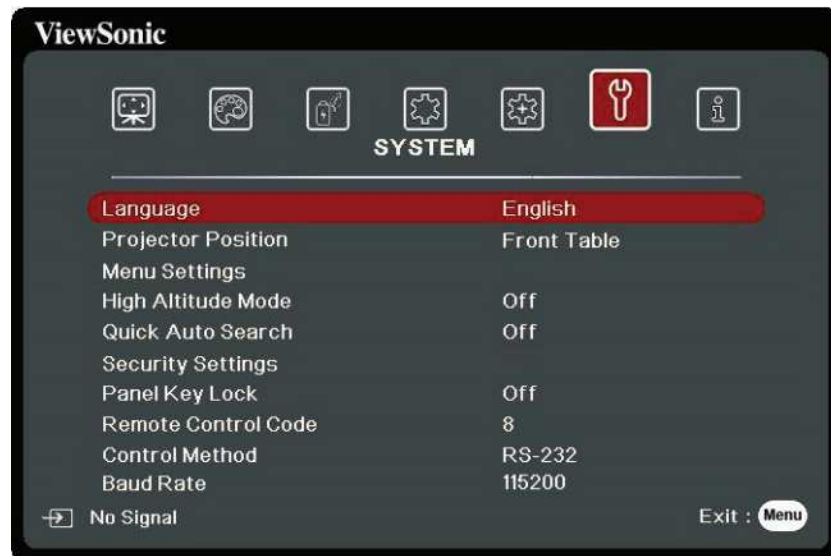 ViewSonic
SYSTEM
Language English
Projector Position Front Table
Menu Settings
High Altitude Mode Off
Quick Auto Search Off
Security Settings
Panel Key Lock Off
Remote Control Code 8
Control Method RS-232
Baud Rate 115200
No Signal Exit : Menu